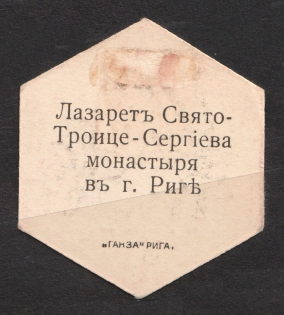 Лазаретъ Свято-
Троице-Сергіева
монастыря
въ г. Ригѣ
„ГАНЗА“ РИГА.